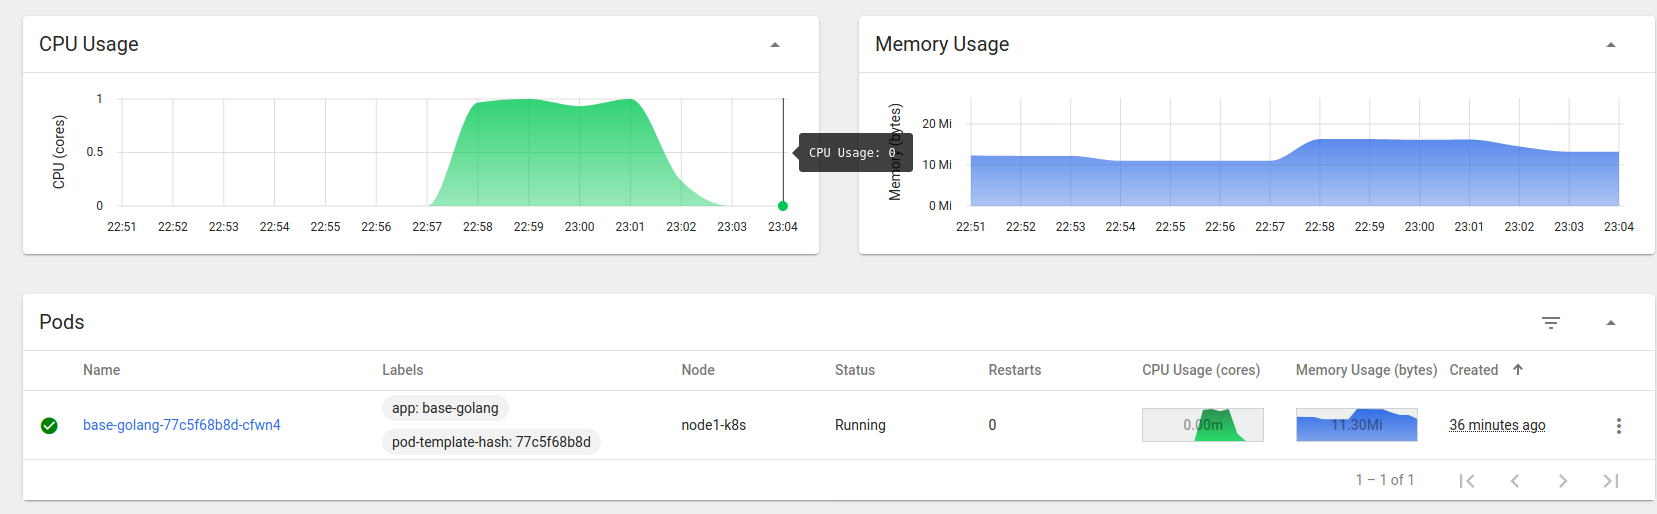 CPU Usage
CPU (cores)
1
0.5
0
22:51 22:52 22:53 22:54 22:55 22:56 22:57 22:58 22:59 23:00 23:01 23:02 23:03 23:04
CPU Usage: 0
Memory Usage
Memory (bytes)
20 Mi
10 Mi
0 Mi
22:51 22:52 22:53 22:54 22:55 22:56 22:57 22:58 22:59 23:00 23:01 23:02 23:03 23:04
Pods
Name Labels Node Status Restarts CPU Usage (cores) Memory Usage (bytes) Created
app: base-golang
base-golang-77c5f68b8d-cfwn4 node1-k8s Running 0 0.00m 11.30Mi 36 minutes ago
pod-template-hash: 77c5f68b8d
1 – 1 of 1